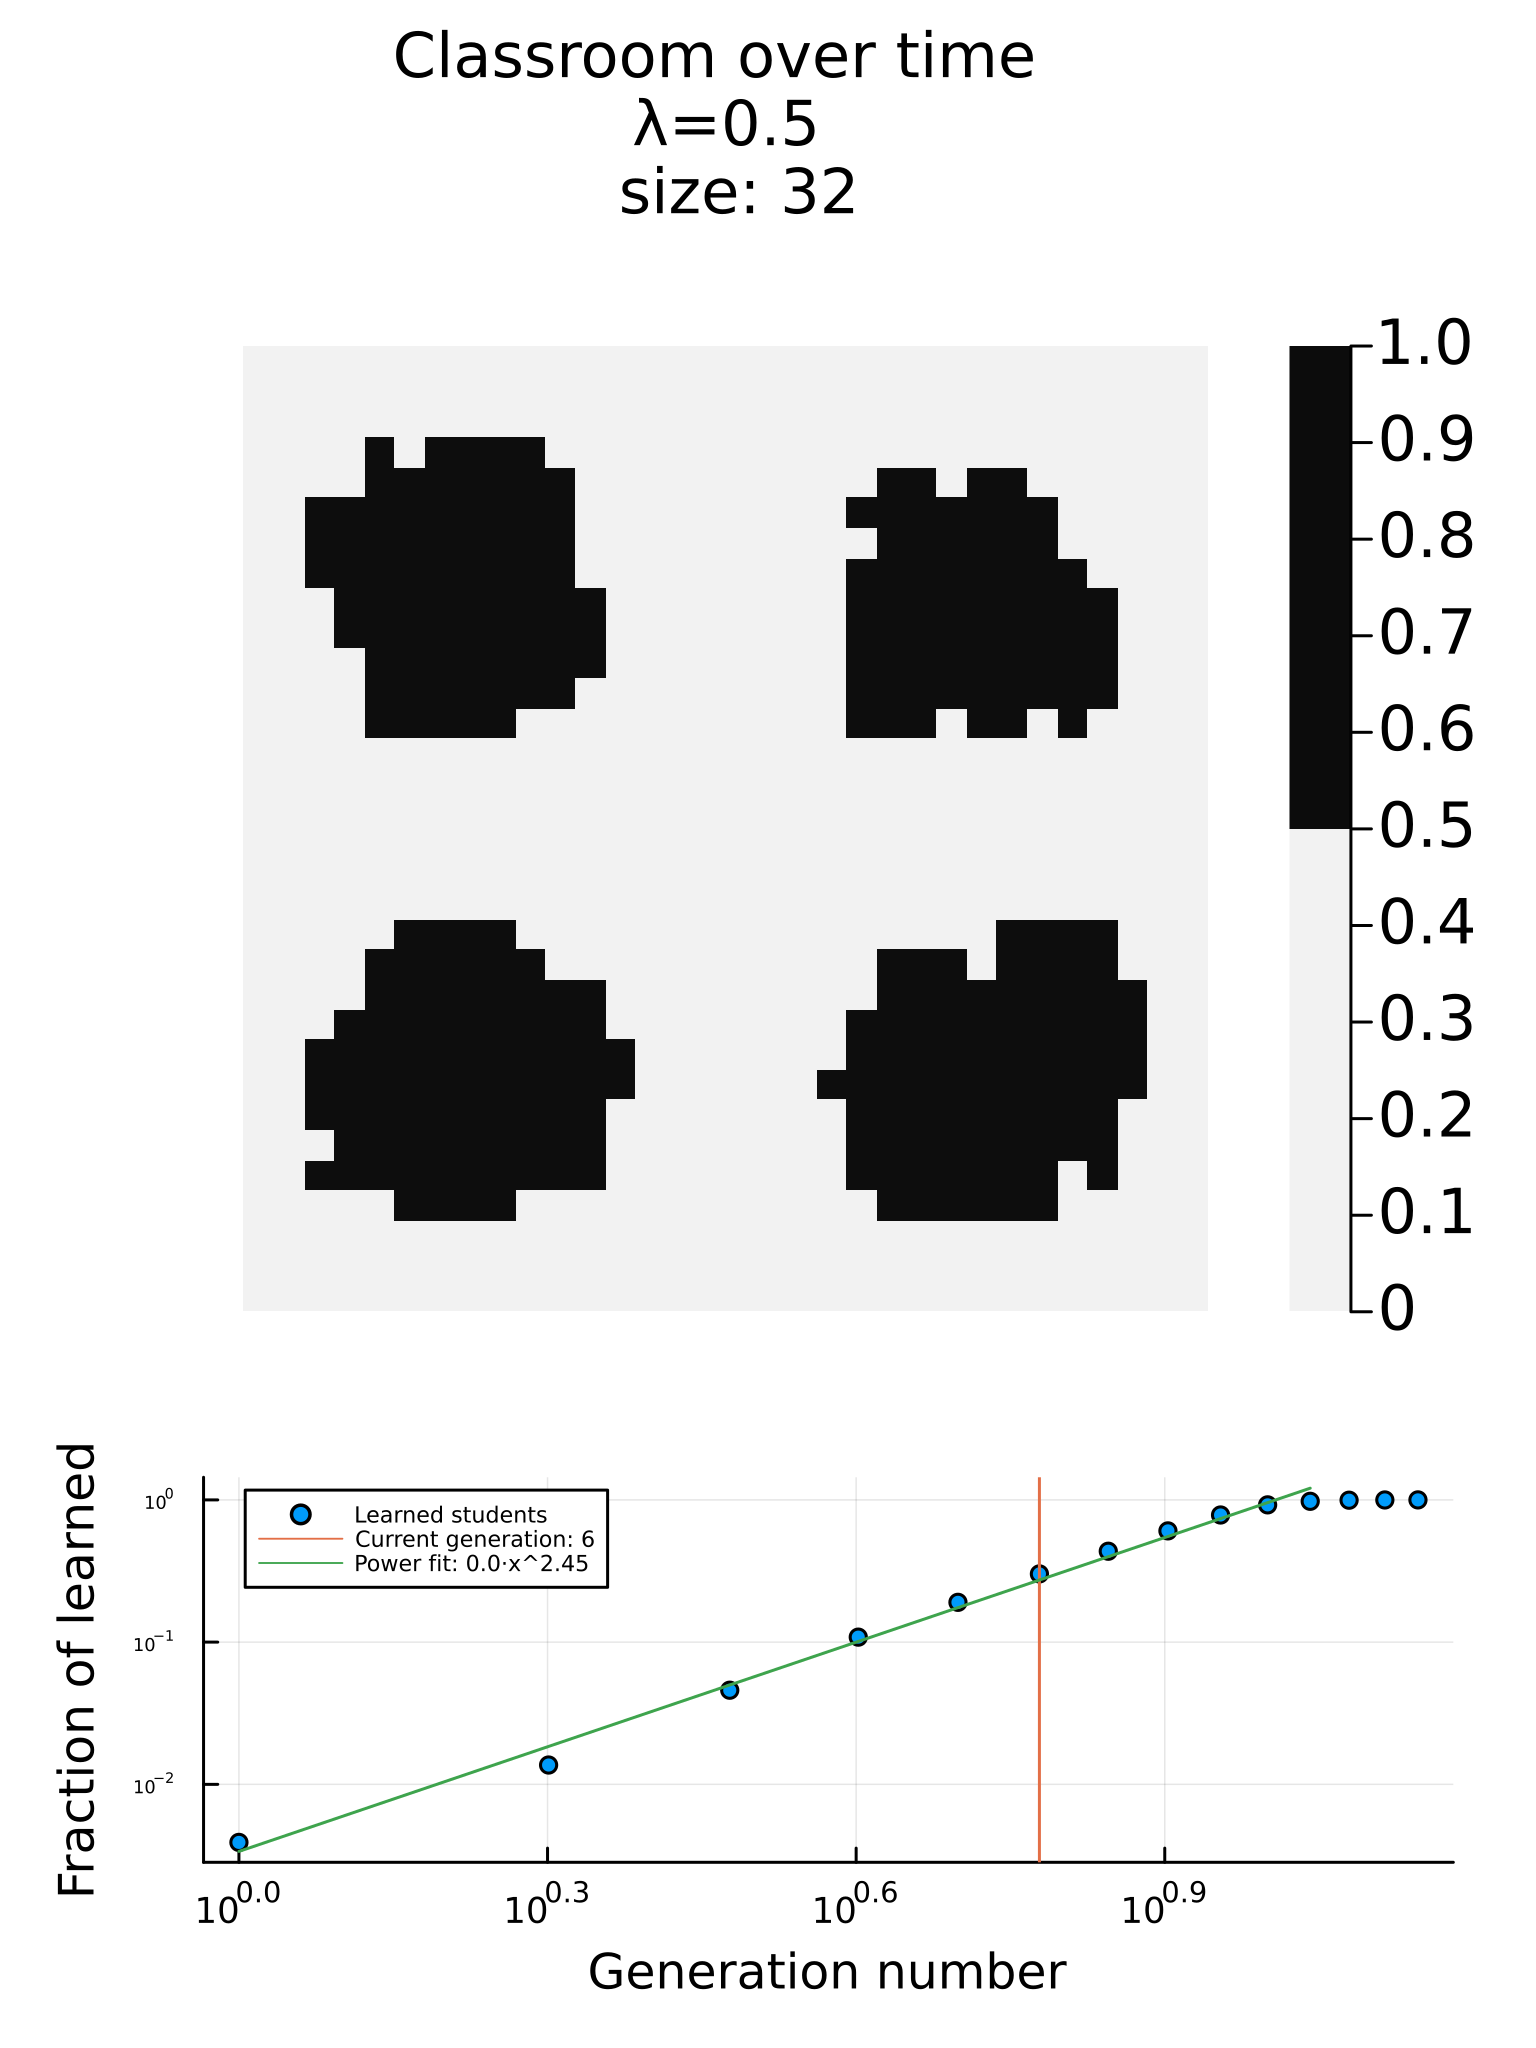 Classroom over time
λ=0.5
size: 32
1.0
0.9
0.8
0.7
0.6
0.5
0.4
0.3
0.2
0.1
0
Fraction of learned
10⁰
10⁻¹
10⁻²
Learned students
Current generation: 6
Power fit: 0.0·x^2.45
10^0.0 10^0.3 10^0.6 10^0.9
Generation number